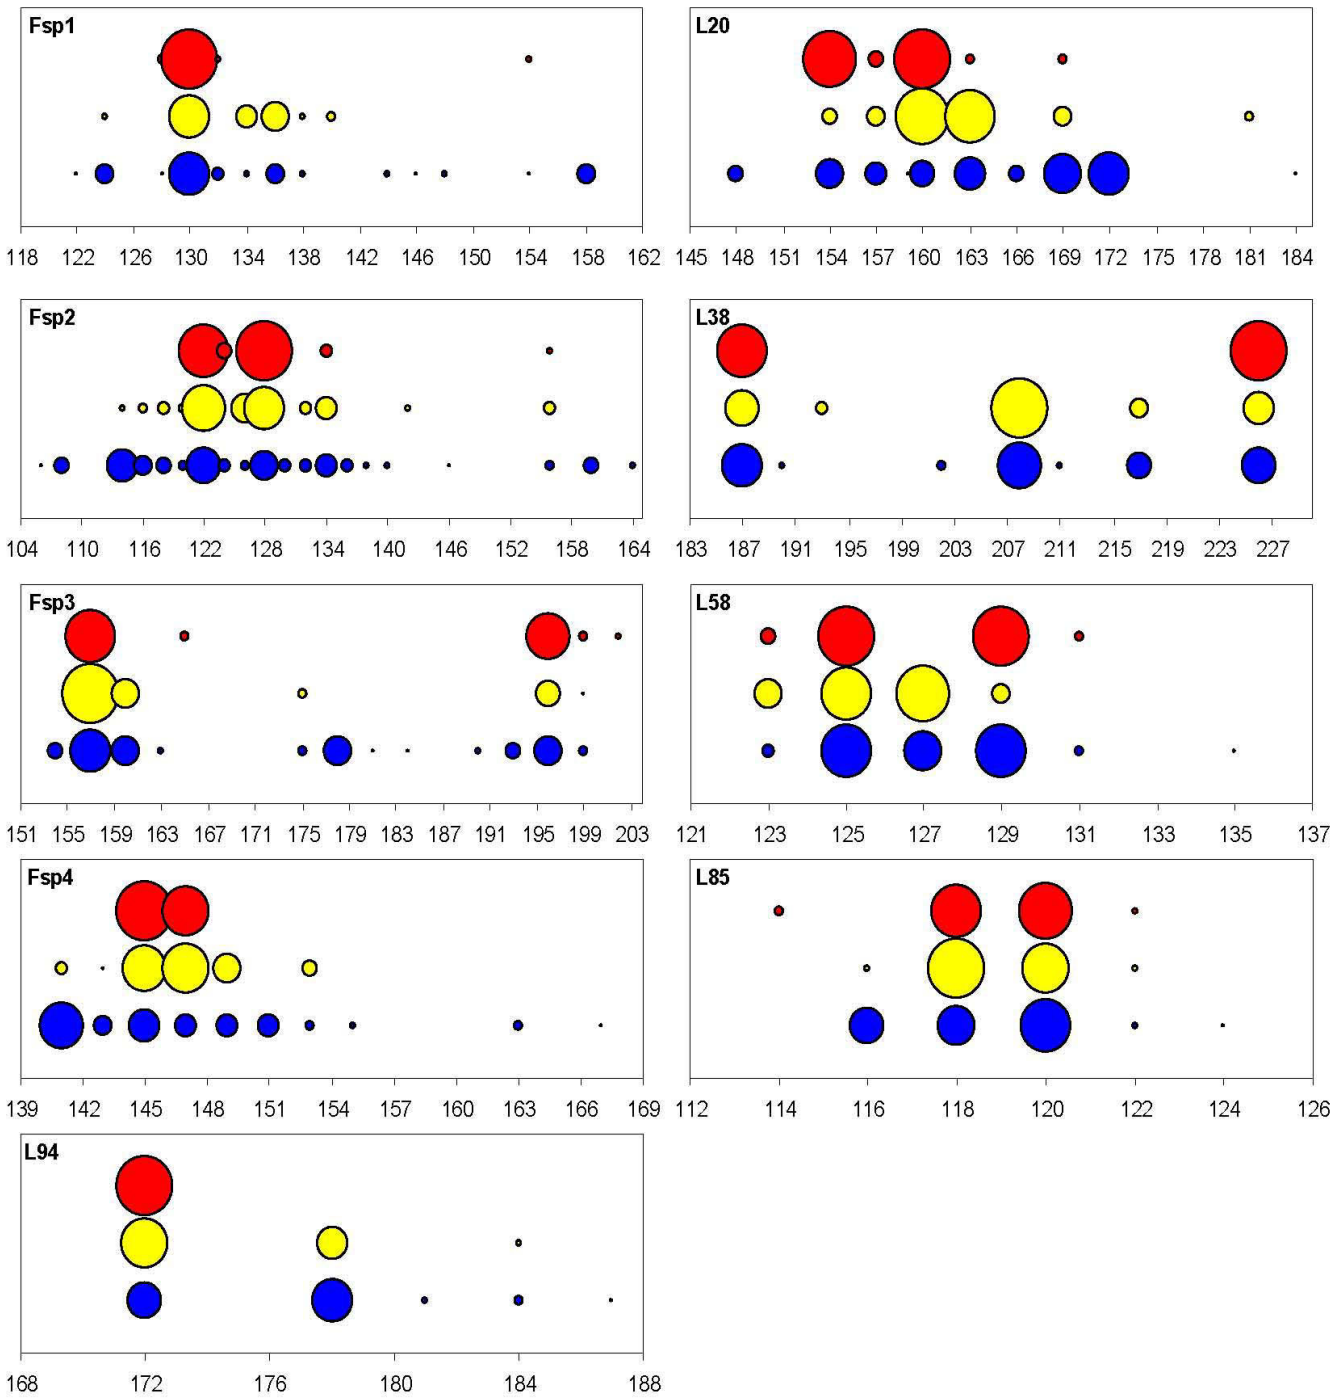 Fsp1
118 122 126 130 134 138 142 146 150 154 158 162
L20
145 148 151 154 157 160 163 166 169 172 175 178 181 184
Fsp2
104 110 116 122 128 134 140 146 152 158 164
L38
83 187 191 195 199 203 207 211 215 219 223 227
Fsp3
151 155 159 163 167 171 175 179 183 187 191 195 199 203
L58
121 123 125 127 129 131 133 135 137
Fsp4
139 142 145 148 151 154 157 160 163 166 169
L85
112 114 116 118 120 122 124 126
L94
168 172 176 180 184 188